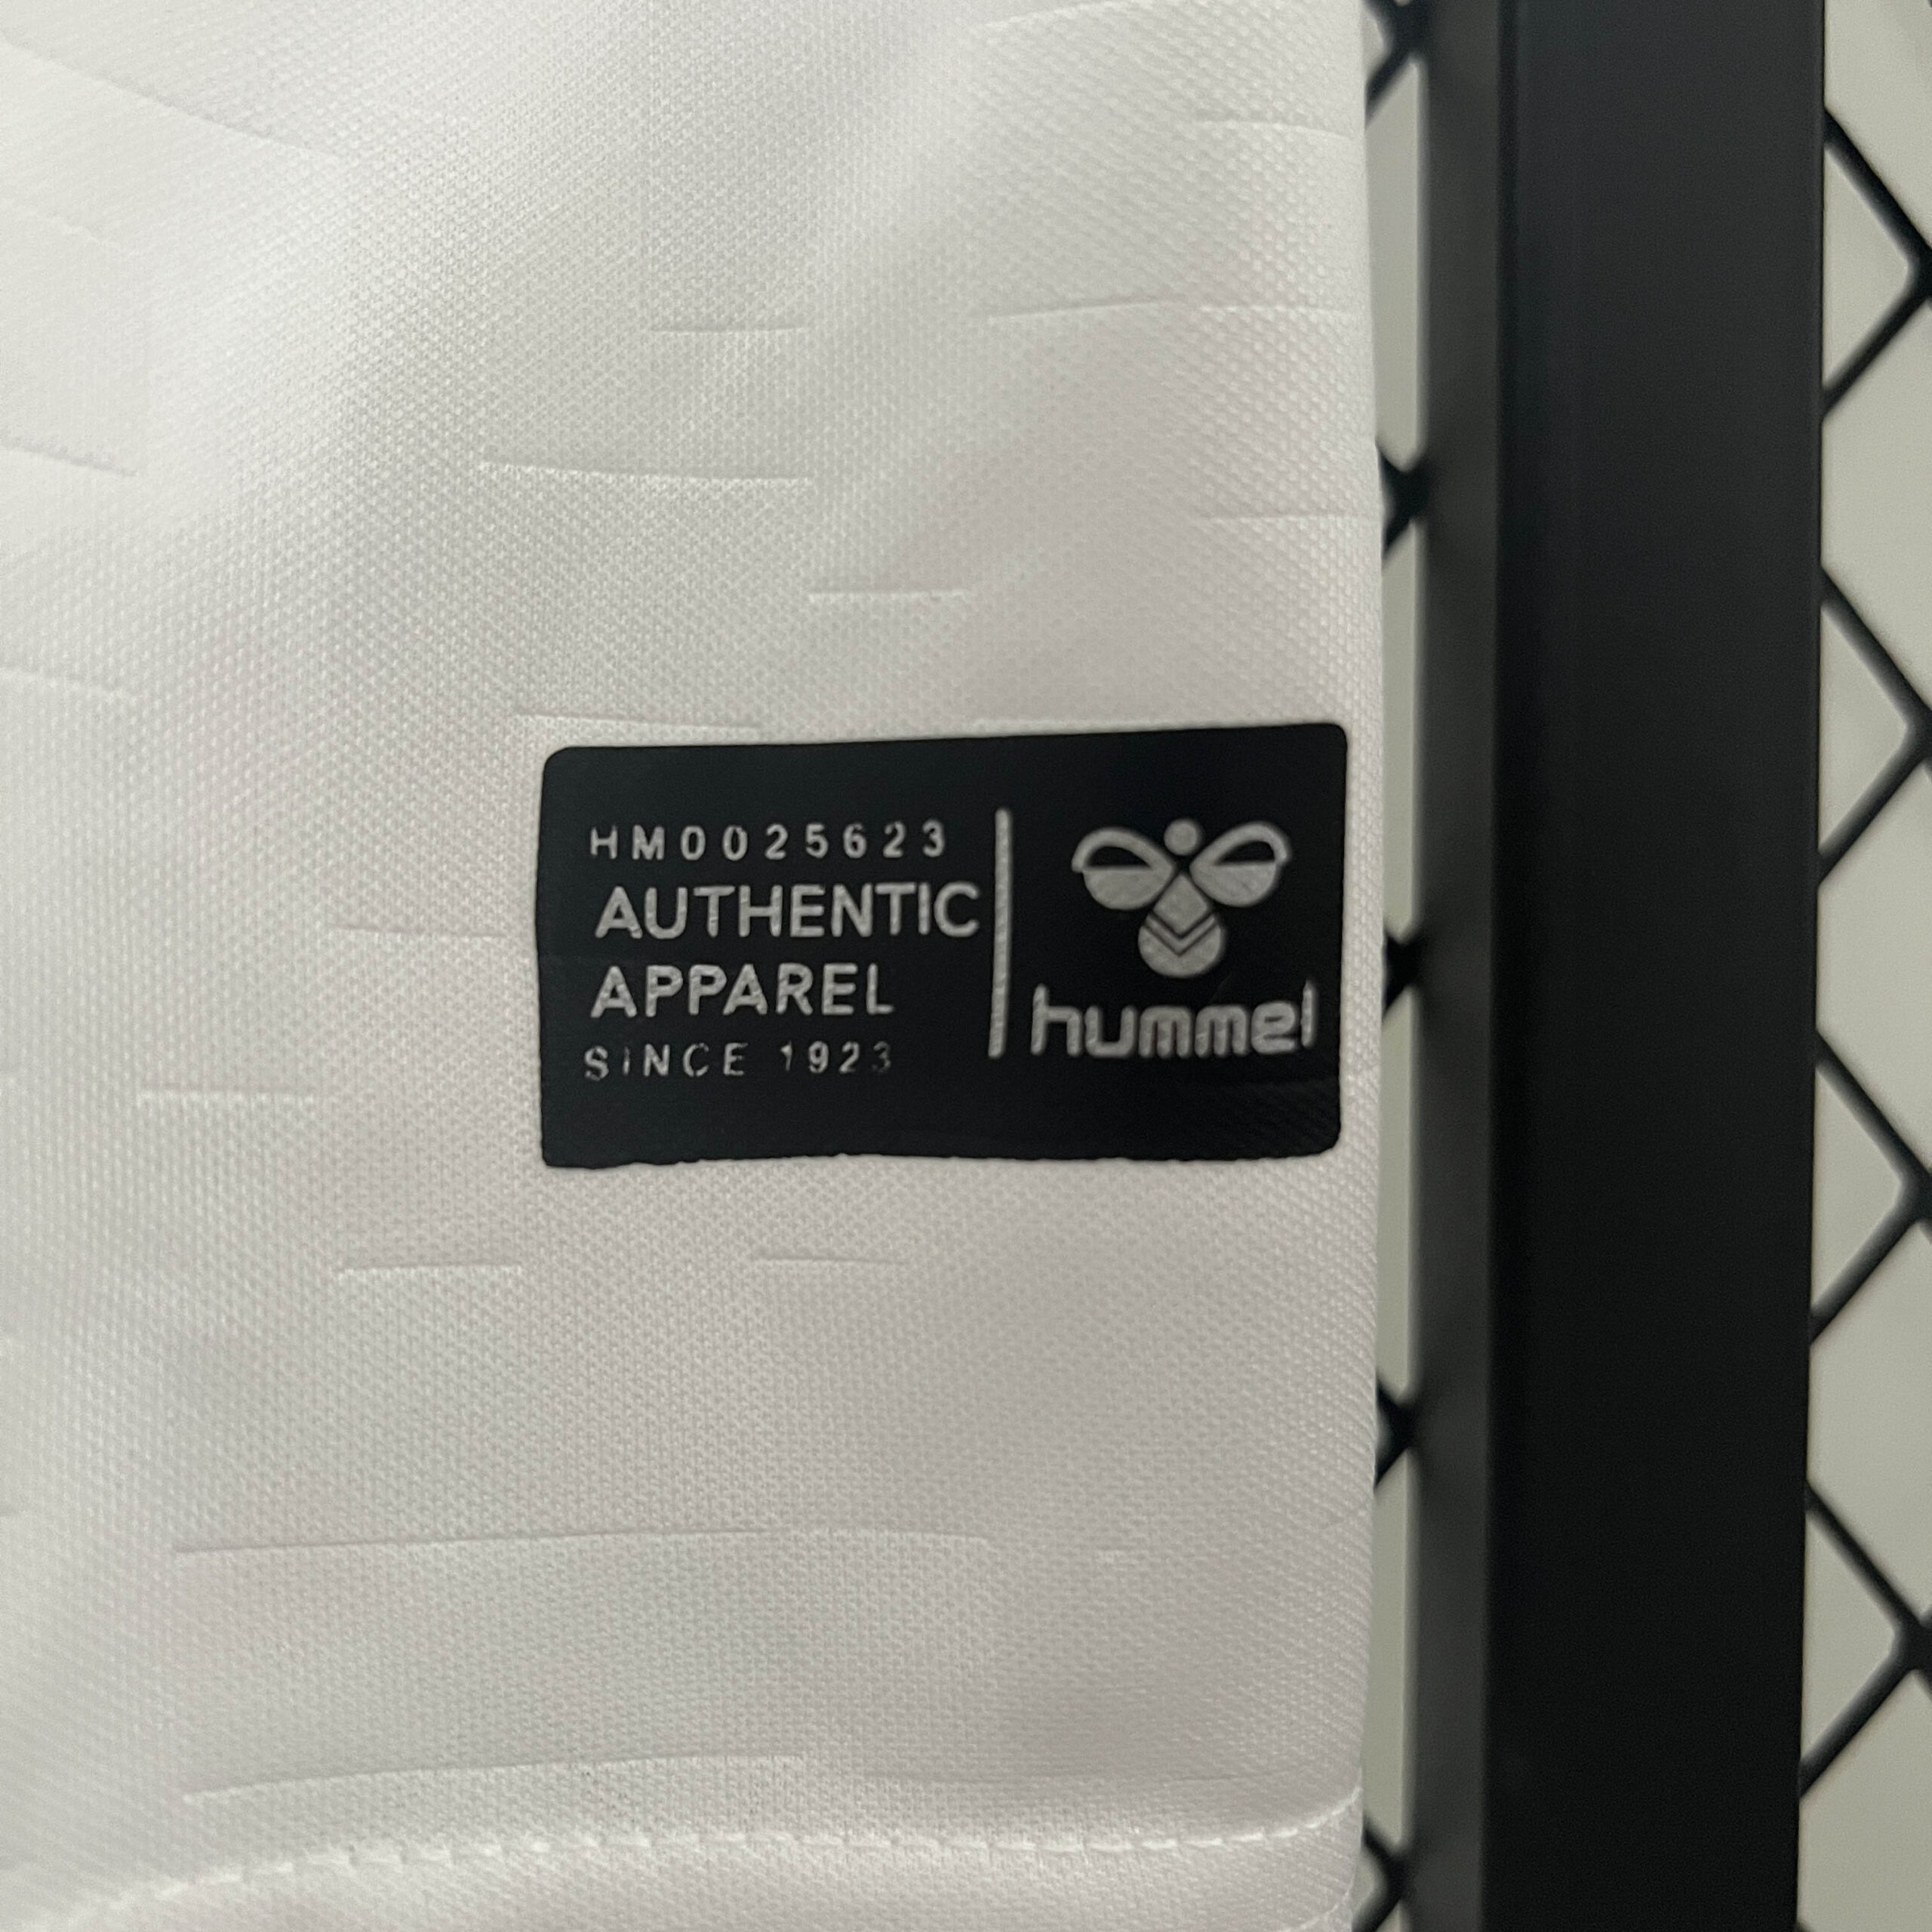 HM0025623
AUTHENTIC
APPAREL
SINCE 1923
hummel